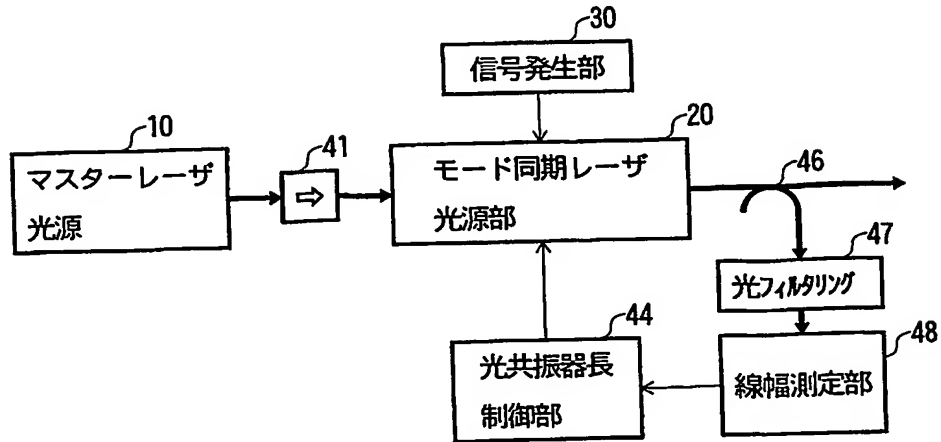 30
信号発生部
10
マスターレーザ
光源
41
20
モード同期レーザ
光源部
46
47
光フィルタリング
44
光共振器長
制御部
48
線幅測定部